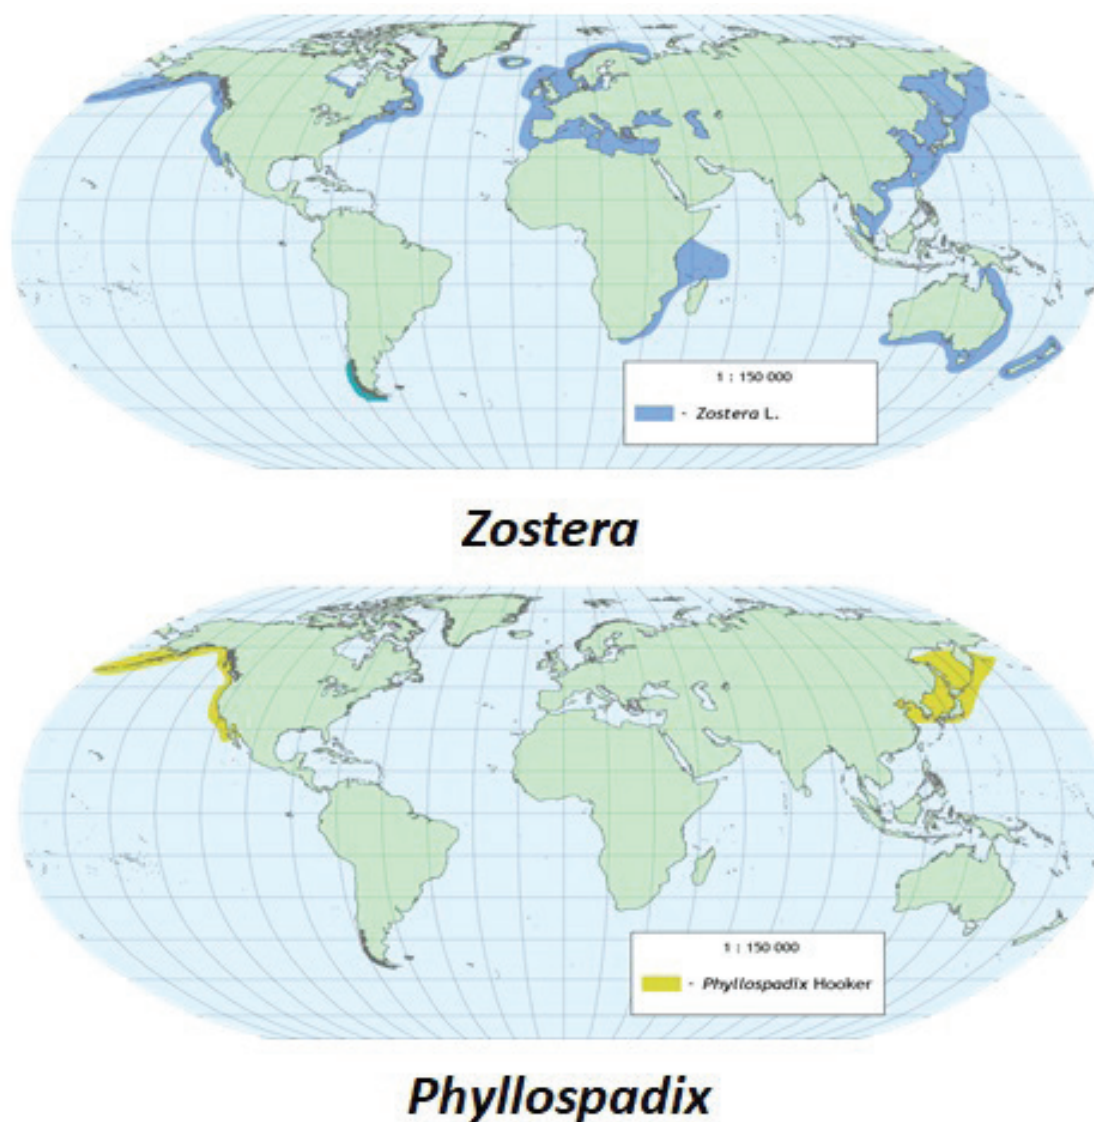 1 : 150 000
- Zostera L.
Zostera
1 : 150 000
- Phyllospadix Hooker
Phyllospadix